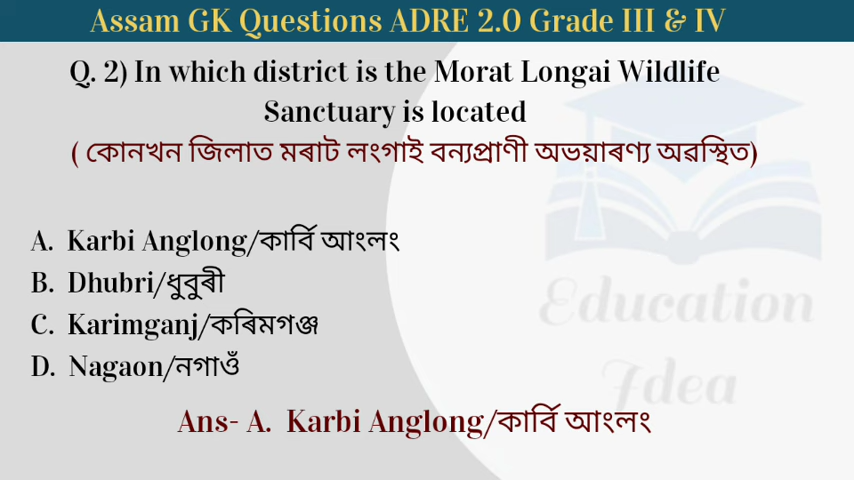 Assam GK Questions ADRE 2.0 Grade III & IV
Q. 2) In which district is the Morat Longai Wildlife
Sanctuary is located
( কোনখন জিলাত মৰাট লংগাই বন্যপ্ৰাণী অভয়াৰণ্য অৱস্থিত)
A. Karbi Anglong/কাৰ্বি আংলং
B. Dhubri/ধুবুৰী
C. Karimganj/কৰিমগঞ্জ
D. Nagaon/নগাওঁ
Ans- A. Karbi Anglong/কাৰ্বি আংলং
Education
Idea